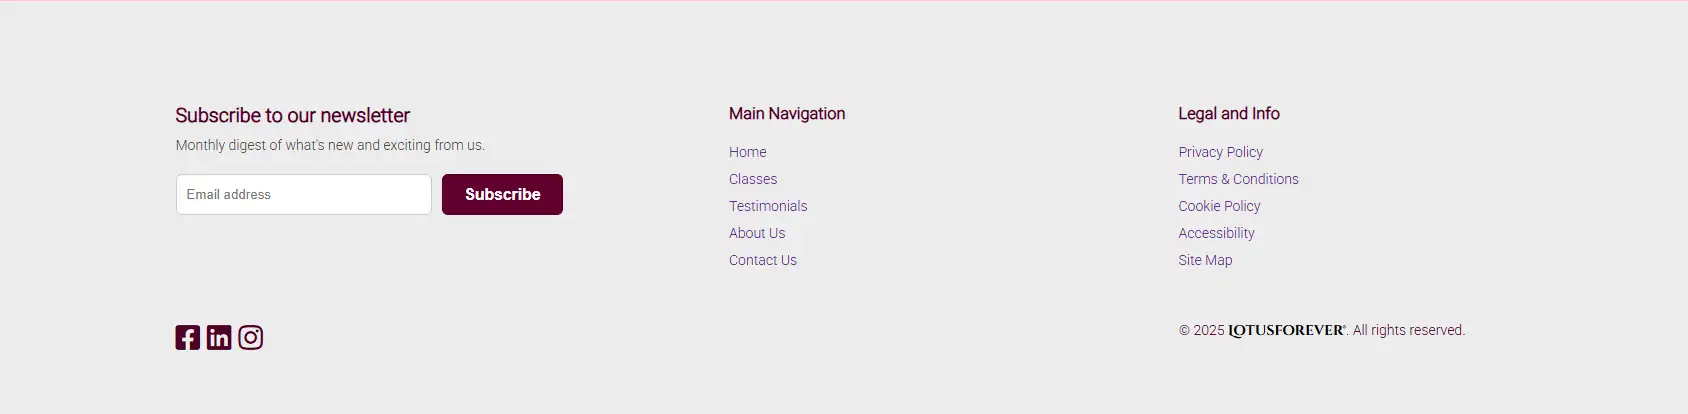 Subscribe to our newsletter
Monthly digest of what's new and exciting from us.
Email address
Subscribe
Main Navigation
Home
Classes
Testimonials
About Us
Contact Us
Legal and Info
Privacy Policy
Terms & Conditions
Cookie Policy
Accessibility
Site Map
© 2025 LOTUSFOREVER®. All rights reserved.